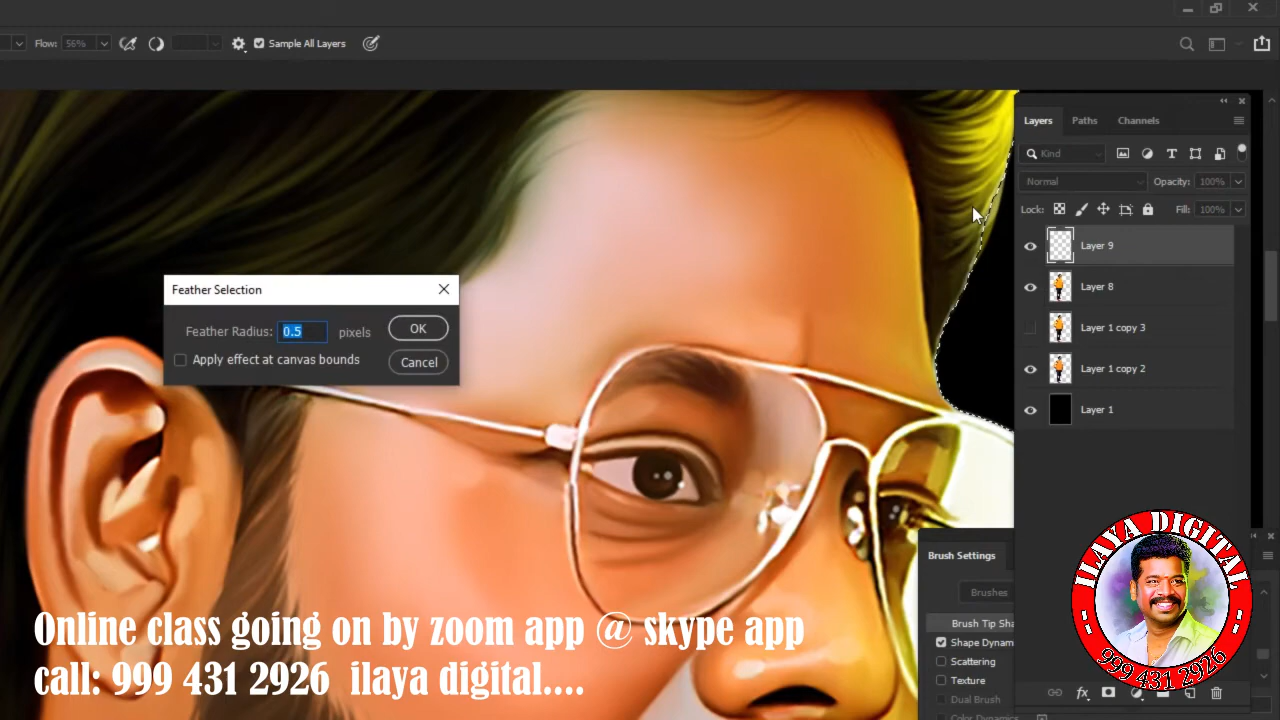 Flow: 56%
Sample All Layers
Layers Paths Channels
Kind
Normal Opacity: 100%
Lock: Fill: 100%
Layer 9
Layer 8
Layer 1 copy 3
Layer 1 copy 2
Layer 1
Feather Selection
Feather Radius: 0.5 pixels OK
Apply effect at canvas bounds Cancel
Brush Settings
Brushes
Brush Tip Sha
Shape Dynam
Scattering
Texture
Dual Brush
Color Dynamics
Online class going on by zoom app @ skype app
call: 999 431 2926 ilaya digital....
ILAYA DIGITAL
999 431 2926